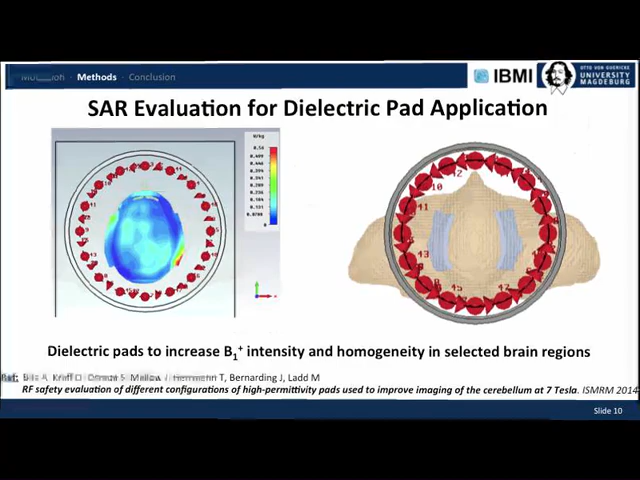 Methods · Conclusion
IBMI
OTTO VON GUERICKE
UNIVERSITY
MAGDEBURG
SAR Evaluation for Dielectric Pad Application
W/kg
Dielectric pads to increase B1+ intensity and homogeneity in selected brain regions
T, Bernarding J, Ladd M
RF safety evaluation of different configurations of high-permittivity pads used to improve imaging of the cerebellum at 7 Tesla. ISMRM 2014
Slide 10